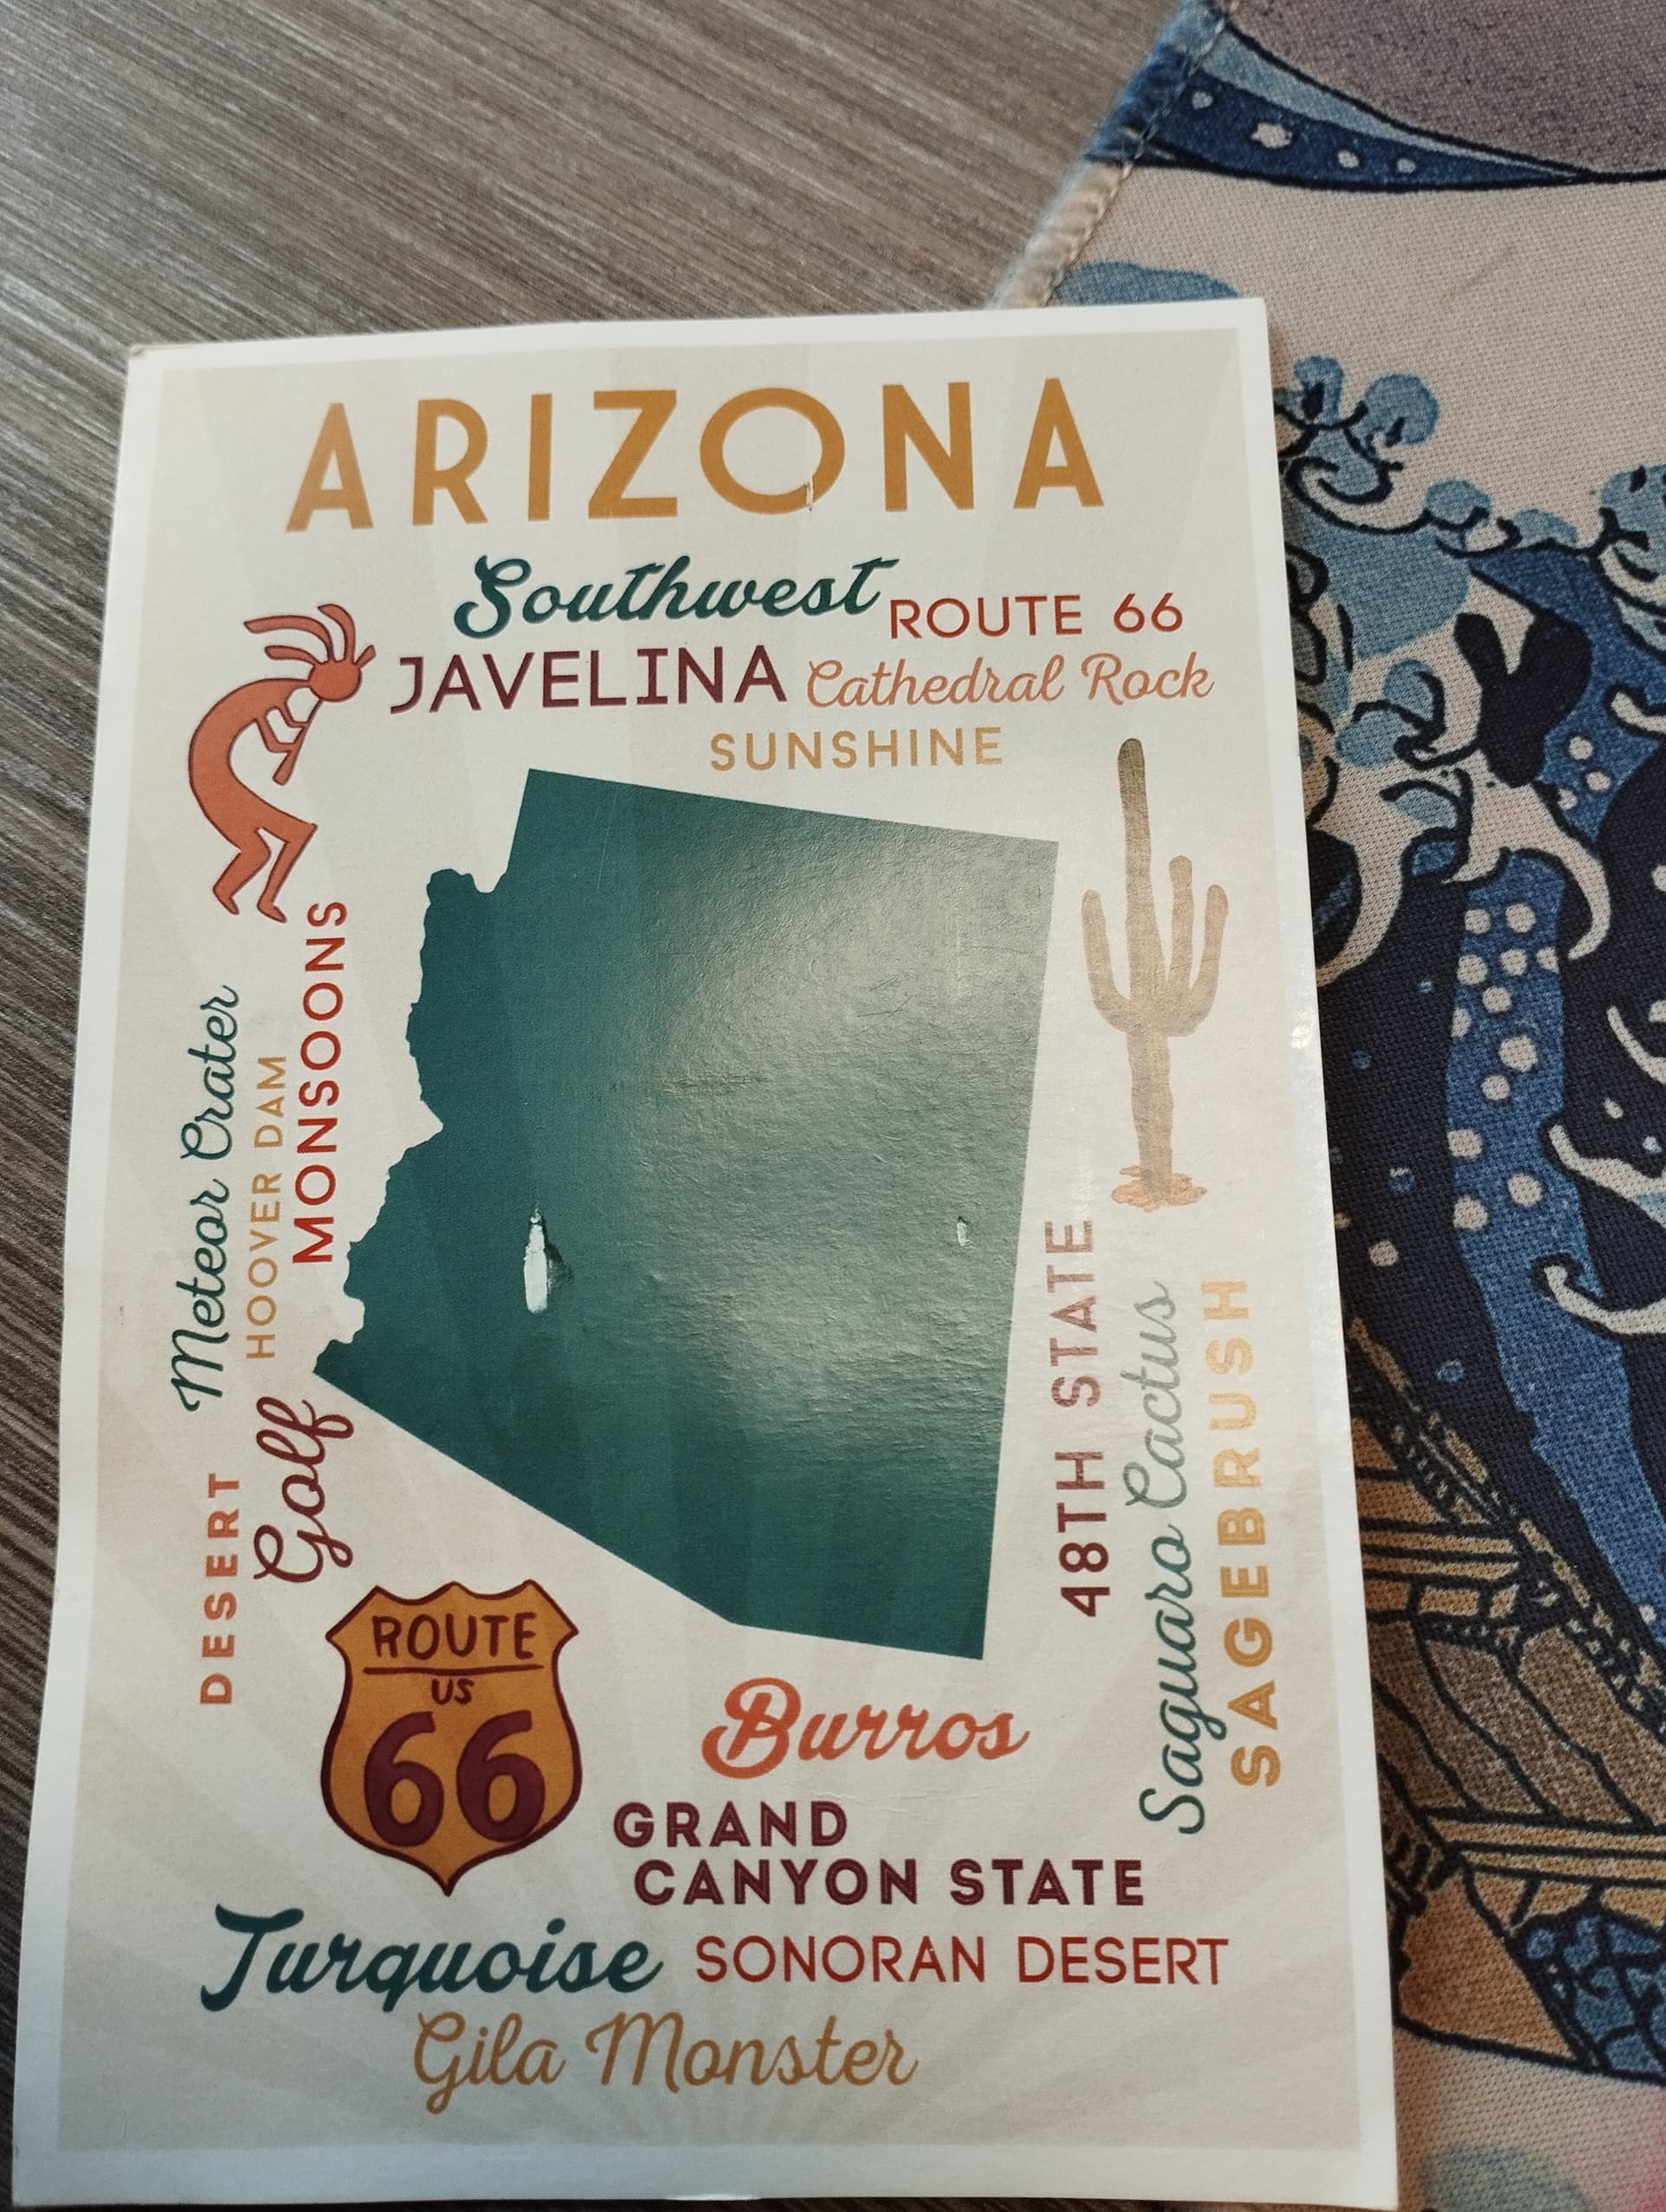 ARIZONA
Southwest
ROUTE 66
JAVELINA
Cathedral Rock
SUNSHINE
MONSOONS
Meteor Crater
HOOVER DAM
Golf
DESERT
48TH STATE
Saguaro Cactus
SAGEBRUSH
ROUTE
US
66
Burros
GRAND
CANYON STATE
Turquoise
SONORAN DESERT
Gila Monster